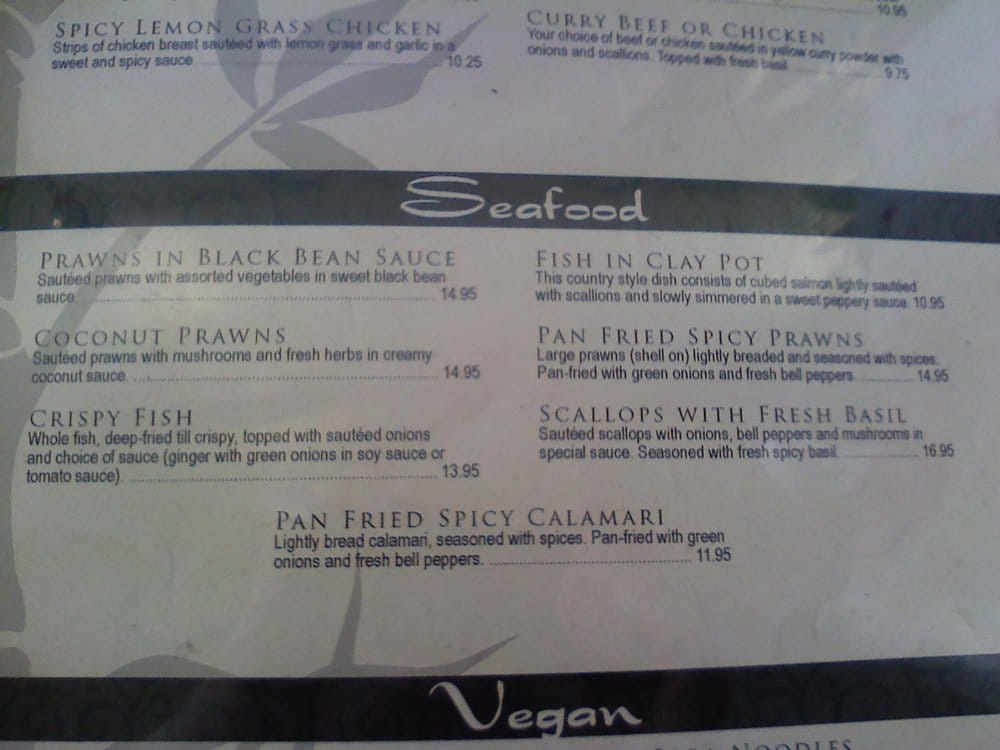 10.95
SPICY LEMON GRASS CHICKEN
Strips of chicken breast sautéed with lemon grass and garlic in a
sweet and spicy sauce. 10.25
CURRY BEEF OR CHICKEN
Your choice of beef or chicken sautéed in yellow curry powder with
onions and scallions. Topped with fresh basil. 9.75
Seafood
PRAWNS IN BLACK BEAN SAUCE
Sautéed prawns with assorted vegetables in sweet black bean
sauce. 14.95
COCONUT PRAWNS
Sautéed prawns with mushrooms and fresh herbs in creamy
coconut sauce. 14.95
CRISPY FISH
Whole fish, deep-fried till crispy, topped with sautéed onions
and choice of sauce (ginger with green onions in soy sauce or
tomato sauce). 13.95
FISH IN CLAY POT
This country style dish consists of cubed salmon lightly sautéed
with scallions and slowly simmered in a sweet peppery sauce. 10.95
PAN FRIED SPICY PRAWNS
Large prawns (shell on) lightly breaded and seasoned with spices.
Pan-fried with green onions and fresh bell peppers. 14.95
SCALLOPS WITH FRESH BASIL
Sautéed scallops with onions, bell peppers and mushrooms in
special sauce. Seasoned with fresh spicy basil. 16.95
PAN FRIED SPICY CALAMARI
Lightly bread calamari, seasoned with spices. Pan-fried with green
onions and fresh bell peppers. 11.95
Vegan
NOODLES